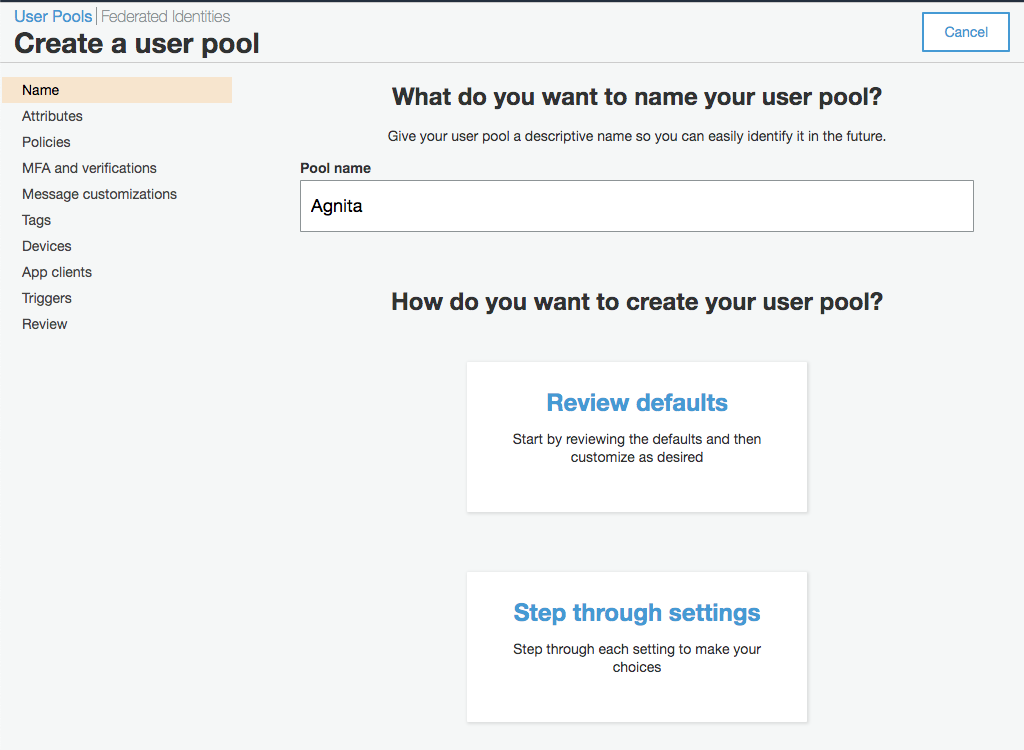 User Pools | Federated Identities
Create a user pool
Cancel
Name
Attributes
Policies
MFA and verifications
Message customizations
Tags
Devices
App clients
Triggers
Review
What do you want to name your user pool?
Give your user pool a descriptive name so you can easily identify it in the future.
Pool name
Agnita
How do you want to create your user pool?
Review defaults
Start by reviewing the defaults and then
customize as desired
Step through settings
Step through each setting to make your
choices